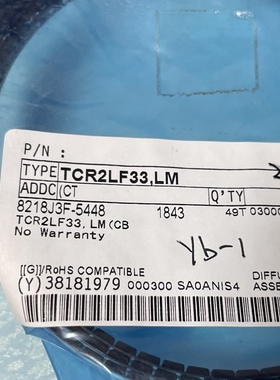 P/N :
TYPE TCR2LF33,LM
ADDC (CT Q'TY
8218J3F-5448 1843 49T 03000
TCR2LF33, LM (CB
No Warranty
Yb-1
[[G]]/RoHS COMPATIBLE DIFFU
(Y) 38181979 000300 SA0ANIS4 ASSE